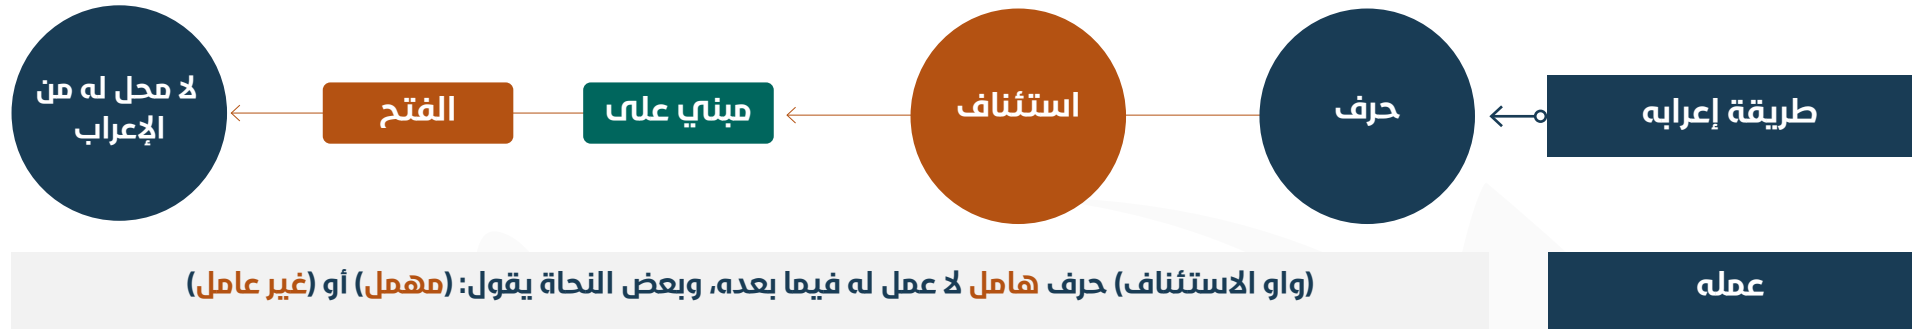 طريقة إعرابه
حرف
استئناف
مبني على
الفتح
لا محل له من
الإعراب
عمله
(واو الاستئناف) حرف هامل لا عمل له فيما بعده، وبعض النحاة يقول: (مهمل) أو (غير عامل)